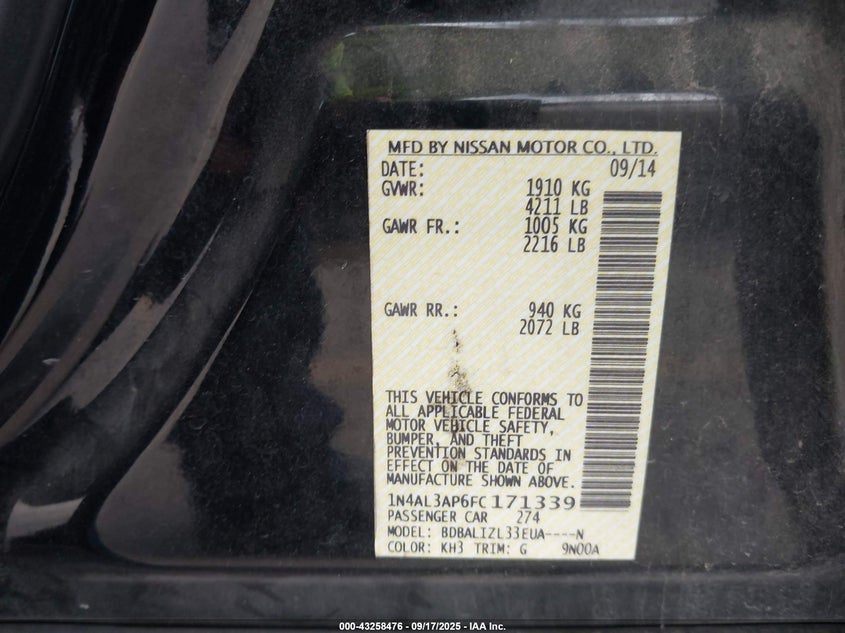 MFD BY NISSAN MOTOR CO., LTD.
DATE: 09/14
GVWR: 1910 KG
4211 LB
GAWR FR.: 1005 KG
2216 LB
GAWR RR.: 940 KG
2072 LB
THIS VEHICLE CONFORMS TO
ALL APPLICABLE FEDERAL
MOTOR VEHICLE SAFETY,
BUMPER, AND THEFT
PREVENTION STANDARDS IN
EFFECT ON THE DATE OF
MANUFACTURE SHOWN ABOVE.
1N4AL3AP6FC171339
PASSENGER CAR 274
MODEL: BDBALIZL33EUA----N
COLOR: KH3 TRIM: G 9N00A
000-43258476 - 09/17/2025 - IAA Inc.